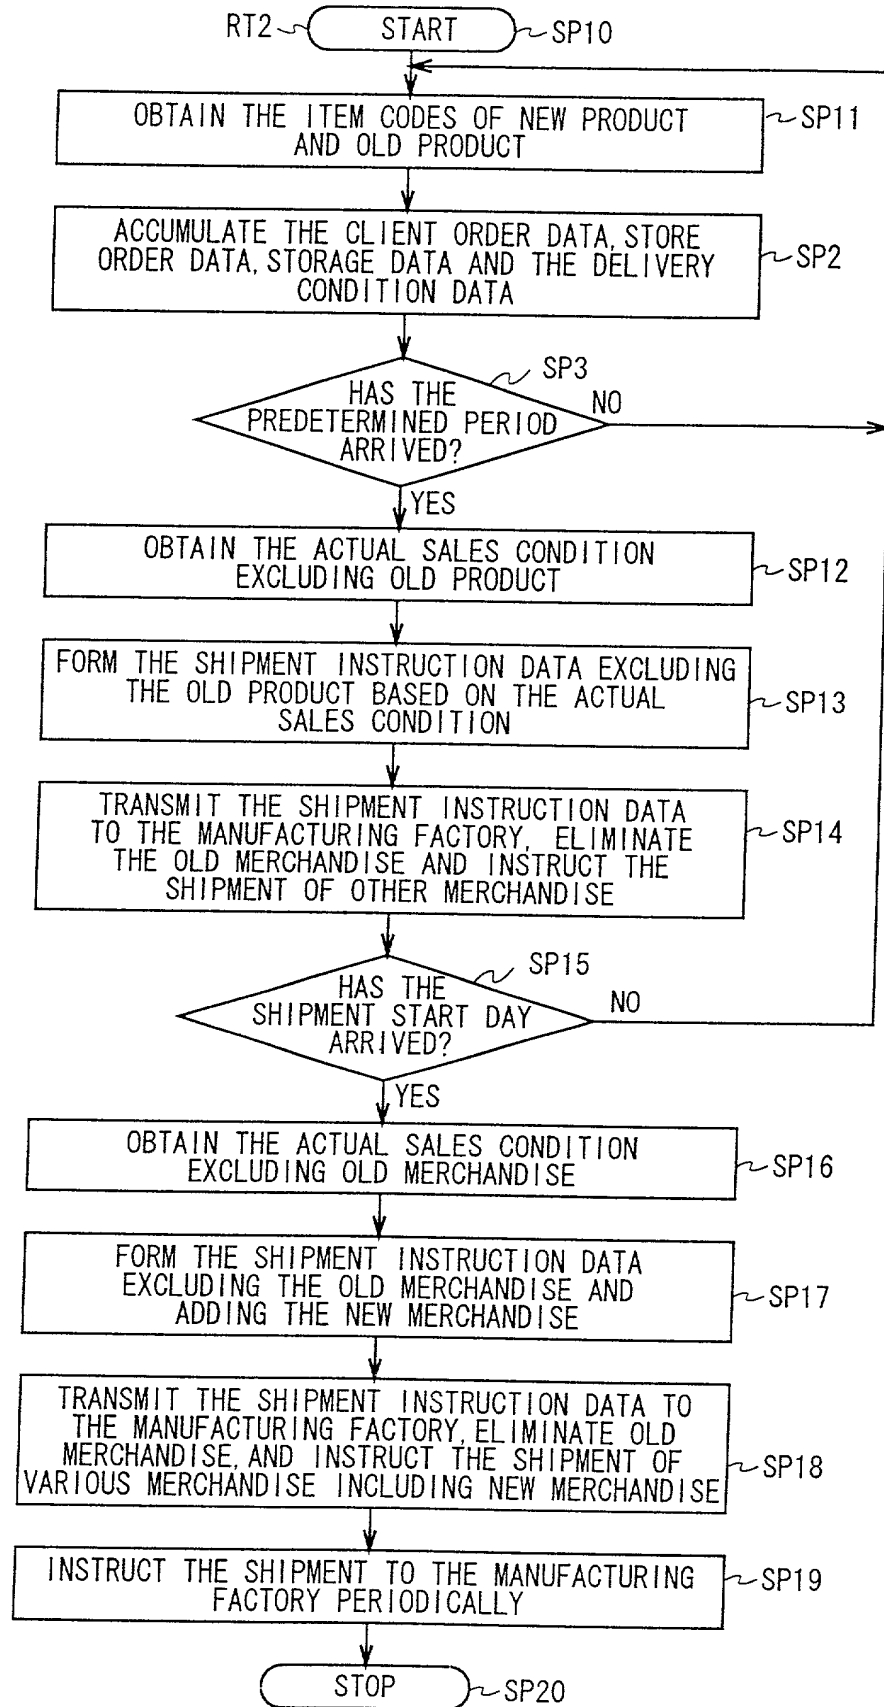 RT2
START
SP10
OBTAIN THE ITEM CODES OF NEW PRODUCT
AND OLD PRODUCT
SP11
ACCUMULATE THE CLIENT ORDER DATA, STORE
ORDER DATA, STORAGE DATA AND THE DELIVERY
CONDITION DATA
SP2
SP3
HAS THE
PREDETERMINED PERIOD
ARRIVED?
NO
YES
OBTAIN THE ACTUAL SALES CONDITION
EXCLUDING OLD PRODUCT
SP12
FORM THE SHIPMENT INSTRUCTION DATA EXCLUDING
THE OLD PRODUCT BASED ON THE ACTUAL
SALES CONDITION
SP13
TRANSMIT THE SHIPMENT INSTRUCTION DATA
TO THE MANUFACTURING FACTORY, ELIMINATE
THE OLD MERCHANDISE AND INSTRUCT THE
SHIPMENT OF OTHER MERCHANDISE
SP14
SP15
HAS THE
SHIPMENT START DAY
ARRIVED?
NO
YES
OBTAIN THE ACTUAL SALES CONDITION
EXCLUDING OLD MERCHANDISE
SP16
FORM THE SHIPMENT INSTRUCTION DATA
EXCLUDING THE OLD MERCHANDISE AND
ADDING THE NEW MERCHANDISE
SP17
TRANSMIT THE SHIPMENT INSTRUCTION DATA TO
THE MANUFACTURING FACTORY, ELIMINATE OLD
MERCHANDISE, AND INSTRUCT THE SHIPMENT OF
VARIOUS MERCHANDISE INCLUDING NEW MERCHANDISE
SP18
INSTRUCT THE SHIPMENT TO THE MANUFACTURING
FACTORY PERIODICALLY
SP19
STOP
SP20